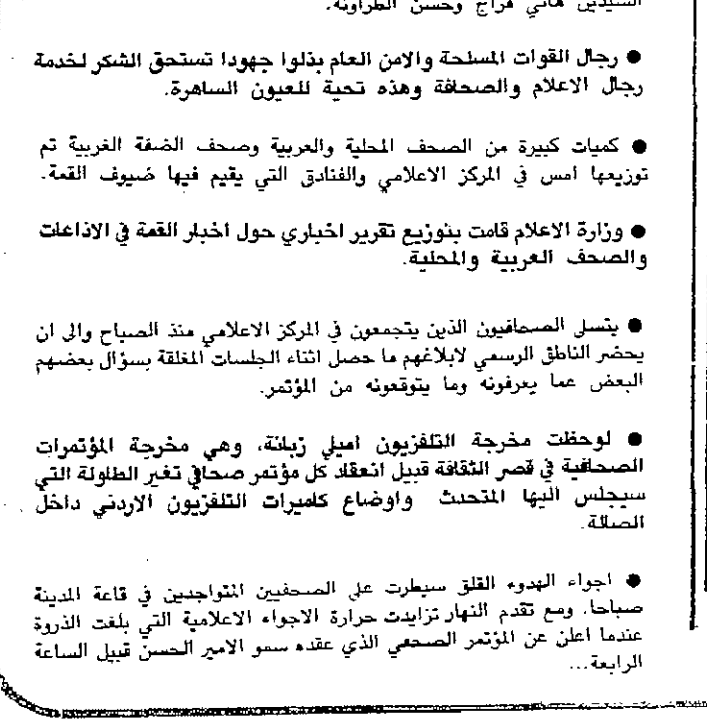 السيدين هاني فراج وحسن الطراونة.
● رجال القوات المسلحة والامن العام بذلوا جهودا تستحق الشكر لخدمة
رجال الاعلام والصحافة وهذه تحية للعيون الساهرة.
● كميات كبيرة من الصحف المحلية والعربية وصحف الضفة الغربية تم
توزيعها امس في المركز الاعلامي والفنادق التي يقيم فيها ضيوف القمة.
● وزارة الاعلام قامت بتوزيع تقرير اخباري حول اخبار القمة في الاذاعات
والصحف العربية والمحلية.
● يتسلى الصحافيون الذين يتجمعون في المركز الاعلامي منذ الصباح والى ان
يحضر الناطق الرسمي لابلاغهم ما حصل اثناء الجلسات المغلقة بسؤال بعضهم
البعض عما يعرفونه وما يتوقعونه من المؤتمر.
● لوحظت مخرجة التلفزيون اميلي زبانة، وهي مخرجة المؤتمرات
الصحافية في قصر الثقافة قبيل انعقاد كل مؤتمر صحافي تغير الطاولة التي
سيجلس اليها المتحدث واوضاع كاميرات التلفزيون الاردني داخل
الصالة.
● اجواء الهدوء القلق سيطرت على الصحفيين المتواجدين في قاعة المدينة
صباحا. ومع تقدم النهار تزايدت حرارة الاجواء الاعلامية التي بلغت الذروة
عندما اعلن عن المؤتمر الصحفي الذي عقده سمو الامير الحسن قبيل الساعة
الرابعة...